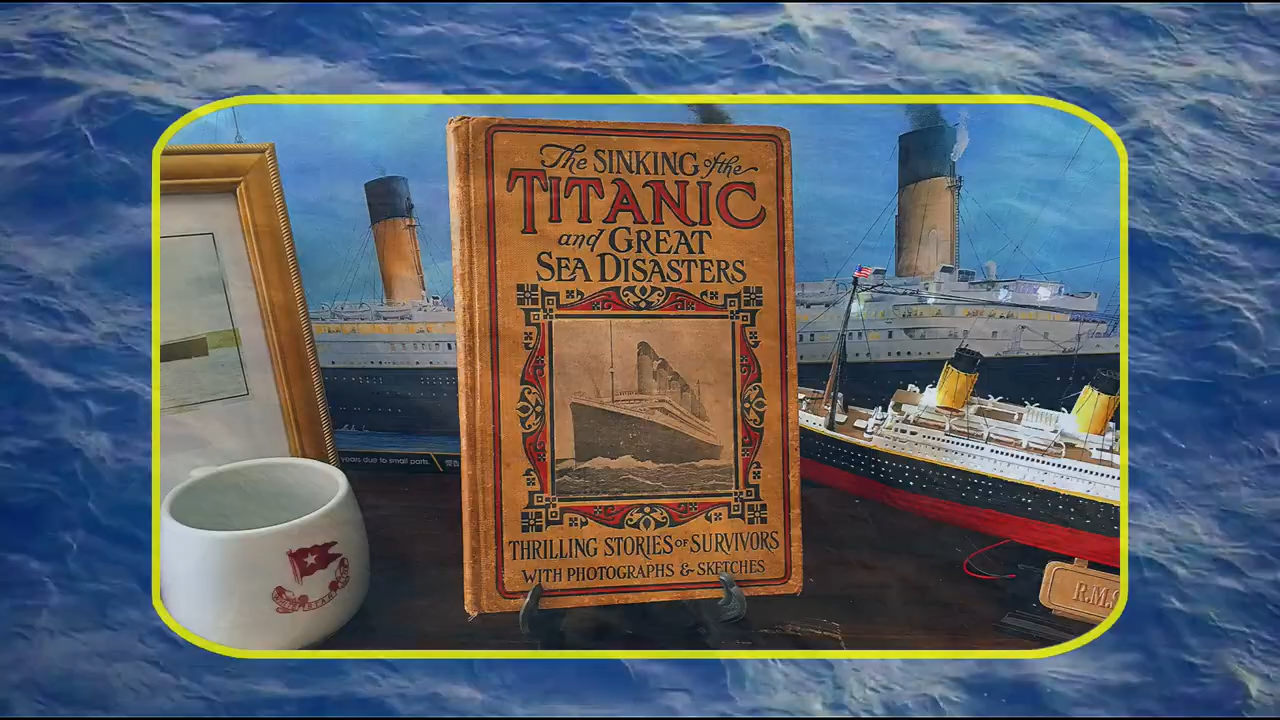 The SINKING of the
TITANIC
and GREAT
SEA DISASTERS
THRILLING STORIES OF SURVIVORS
WITH PHOTOGRAPHS & SKETCHES
years due to small parts.
R.M.S